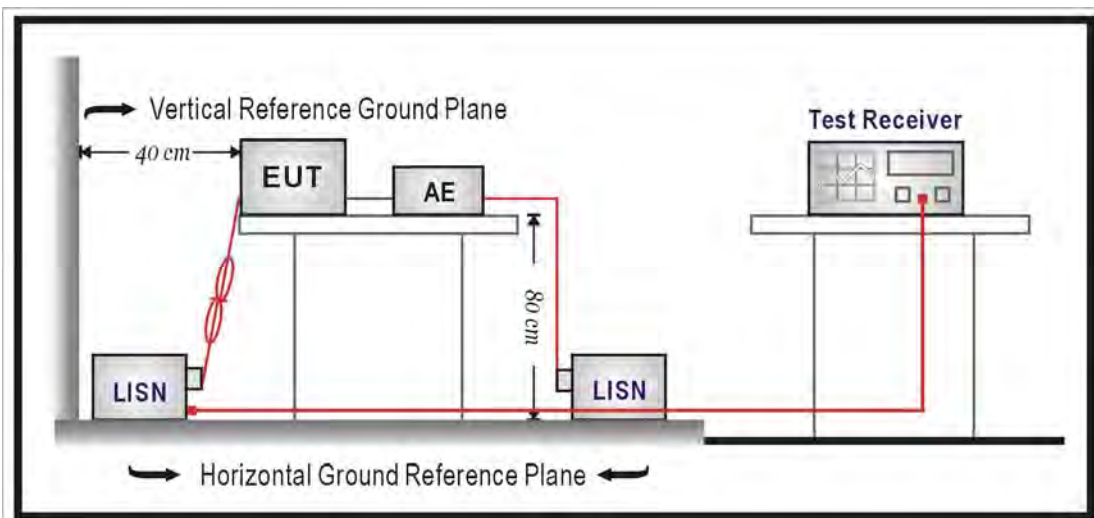 Vertical Reference Ground Plane
Test Receiver
40 cm
EUT
AE
80 cm
LISN
LISN
Horizontal Ground Reference Plane